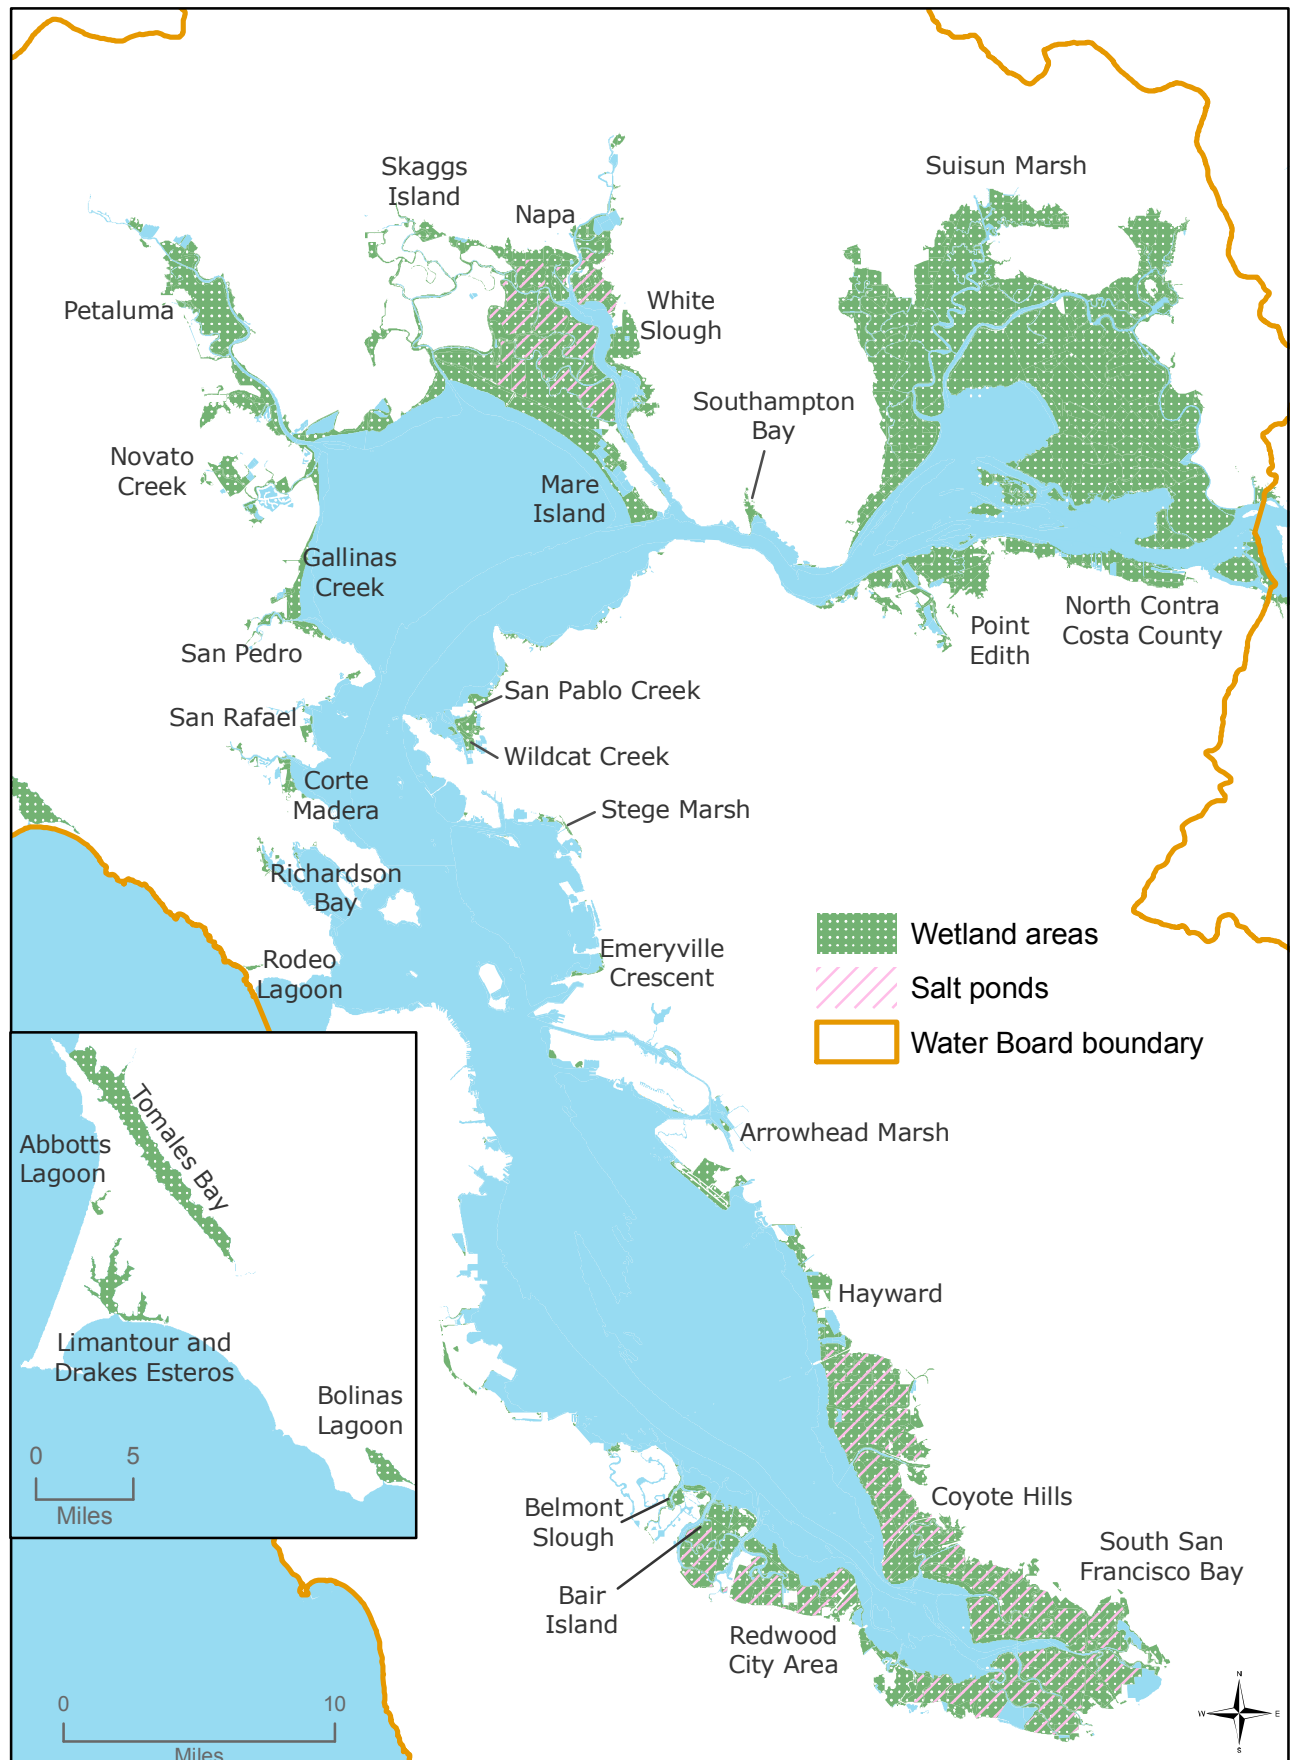 Skaggs
Island
Napa
Suisun Marsh
Petaluma
White
Slough
Southampton
Bay
Novato
Creek
Mare
Island
Gallinas
Creek
San Pedro
Point
Edith
North Contra
Costa County
San Rafael
San Pablo Creek
Wildcat Creek
Corte
Madera
Stege Marsh
Richardson
Bay
Rodeo
Lagoon
Emeryville
Crescent
Wetland areas
Salt ponds
Water Board boundary
Arrowhead Marsh
Tomales Bay
Abbotts
Lagoon
Limantour and
Drakes Esteros
Bolinas
Lagoon
0 5
Miles
Hayward
Coyote Hills
South San
Francisco Bay
Belmont
Slough
Bair
Island
Redwood
City Area
0 10
Miles
N
W E
S